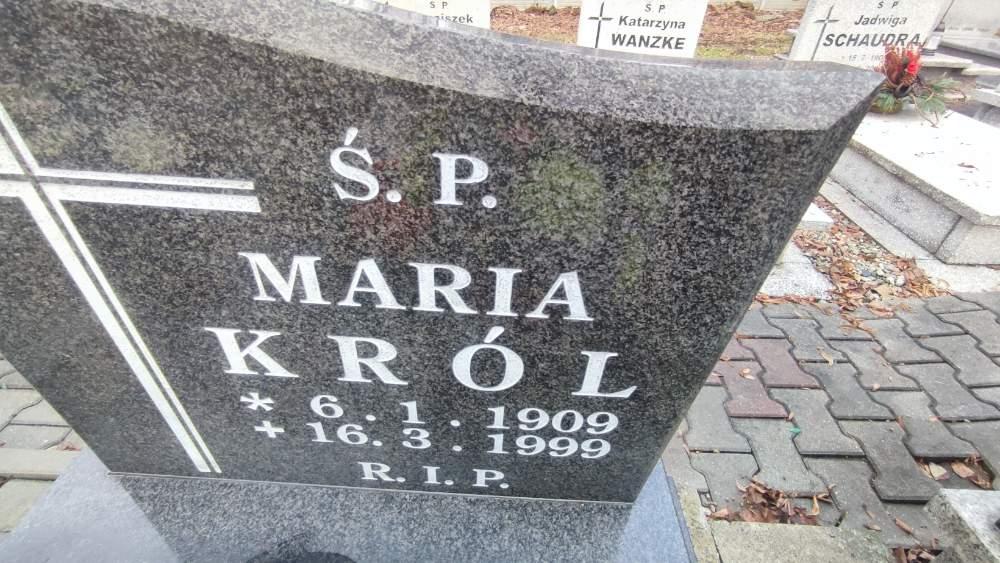 Ś. P.
MARIA
KRÓL
* 6. 1. 1909
+ 16. 3. 1999
R. I. P.
Ś P
Katarzyna
WANZKE
Ś P
Jadwiga
SCHAUDRA